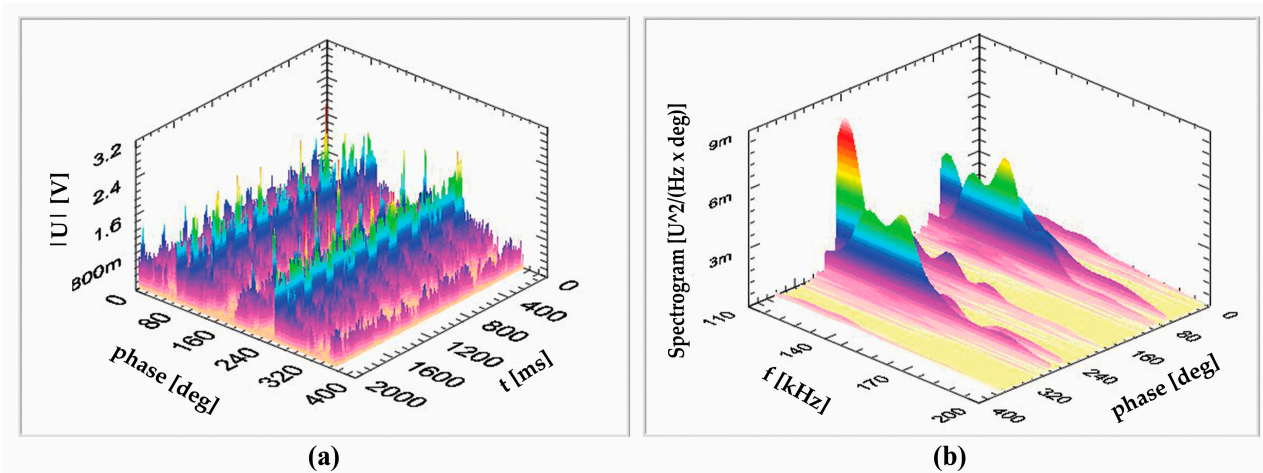 |U| [V]
3.2
2.4
1.6
800m
0
80
160
240
320
400
phase [deg]
0
400
800
1200
1600
2000
t [ms]
(a)
Spectrogram [U^2/(Hz x deg)]
9m
6m
3m
110
140
170
200
f [kHz]
0
80
160
240
320
400
phase [deg]
(b)